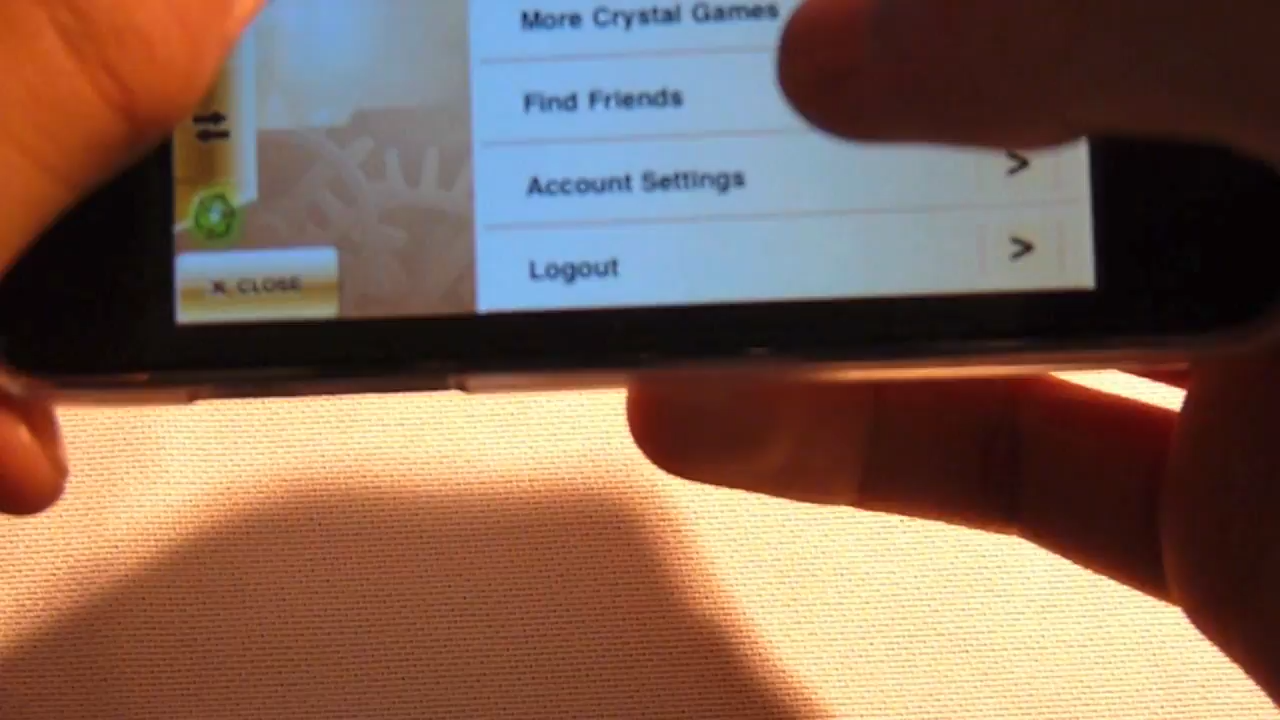 More Crystal Games
Find Friends
Account Settings
>
Logout
>
X CLOSE